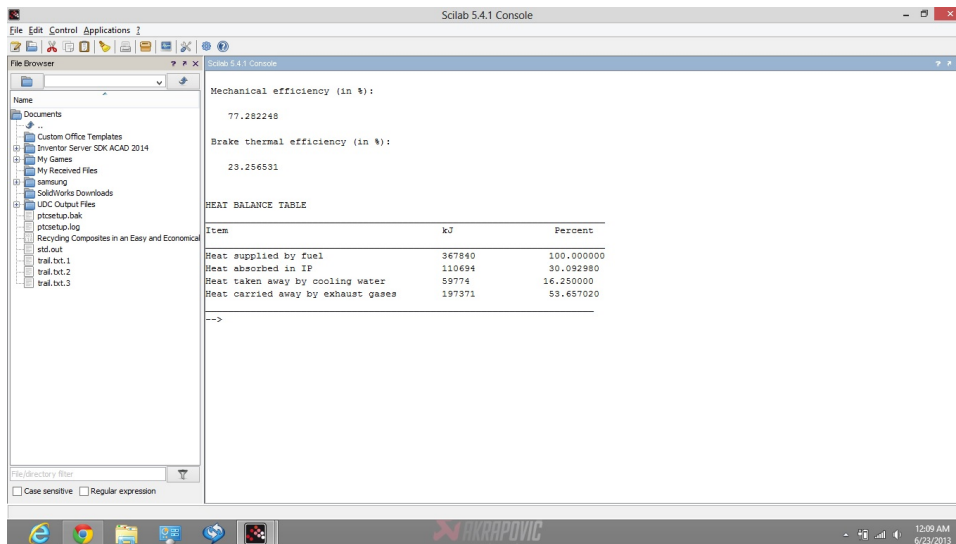 Scilab 5.4.1 Console
File Edit Control Applications ?
File Browser ? ↗ X
Scilab 5.4.1 Console ? ↗ 
Name
Documents
..
Custom Office Templates
Inventor Server SDK ACAD 2014
My Games
My Received Files
samsung
SolidWorks Downloads
UDC Output Files
ptcsetup.bak
ptcsetup.log
Recycling Composites in an Easy and Economical
std.out
trail.txt.1
trail.txt.2
trail.txt.3
File/directory filter
Case sensitive Regular expression
Mechanical efficiency (in %):
77.282248
Brake thermal efficiency (in %):
23.256531
HEAT BALANCE TABLE
Item kJ Percent
Heat supplied by fuel 367840 100.000000
Heat absorbed in IP 110694 30.092980
Heat taken away by cooling water 59774 16.250000
Heat carried away by exhaust gases 197371 53.657020
-->
AKRAPOVIC
12:09 AM
6/23/2013